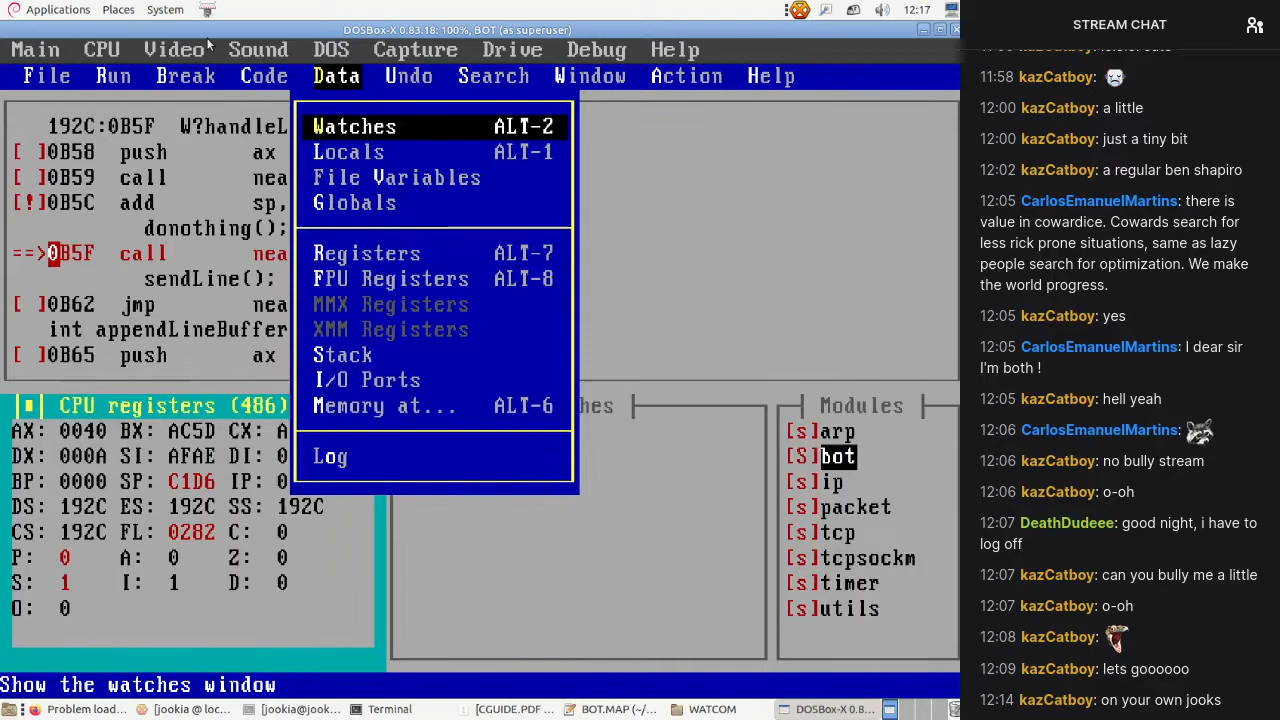 Applications Places System 12:17
DOSBox-X 0.83.18: 100%, BOT (as superuser)
Main CPU Video Sound DOS Capture Drive Debug Help
File Run Break Code Data Undo Search Window Action Help
192C:0B5F W?handleL
[ ]0B58 push ax
[ ]0B59 call nea
[!]0B5C add sp,
donothing();
==>0B5F call nea
sendLine();
[ ]0B62 jmp nea
int appendLineBuffer
[ ]0B65 push ax
Watches ALT-2
Locals ALT-1
File Variables
Globals
Registers ALT-7
FPU Registers ALT-8
MMX Registers
XMM Registers
Stack
I/O Ports
Memory at... ALT-6
Log
CPU registers (486)
AX: 0040 BX: AC5D CX: A
DX: 000A SI: AFAE DI: 0
BP: 0000 SP: C1D6 IP: 0
DS: 192C ES: 192C SS: 192C
CS: 192C FL: 0282 C: 0
P: 0 A: 0 Z: 0
S: 1 I: 1 D: 0
O: 0
hes
Modules
[s]arp
[S]bot
[s]ip
[s]packet
[s]tcp
[s]tcpsockm
[s]timer
[s]utils
Show the watches window
Problem load... [jookia@ loc... [jookia@jook... Terminal [CGUIDE.PDF ... BOT.MAP (~/... WATCOM DOSBox-X 0.8...
STREAM CHAT
11:58 kazCatboy:
12:00 kazCatboy: a little
12:00 kazCatboy: just a tiny bit
12:02 kazCatboy: a regular ben shapiro
12:05 CarlosEmanuelMartins: there is
value in cowardice. Cowards search for
less rick prone situations, same as lazy
people search for optimization. We make
the world progress.
12:05 kazCatboy: yes
12:05 CarlosEmanuelMartins: I dear sir
I'm both !
12:05 kazCatboy: hell yeah
12:06 CarlosEmanuelMartins:
12:06 kazCatboy: no bully stream
12:06 kazCatboy: o-oh
12:07 DeathDudeee: good night, i have to
log off
12:07 kazCatboy: can you bully me a little
12:07 kazCatboy: o-oh
12:08 kazCatboy:
12:09 kazCatboy: lets goooooo
12:14 kazCatboy: on your own jooks